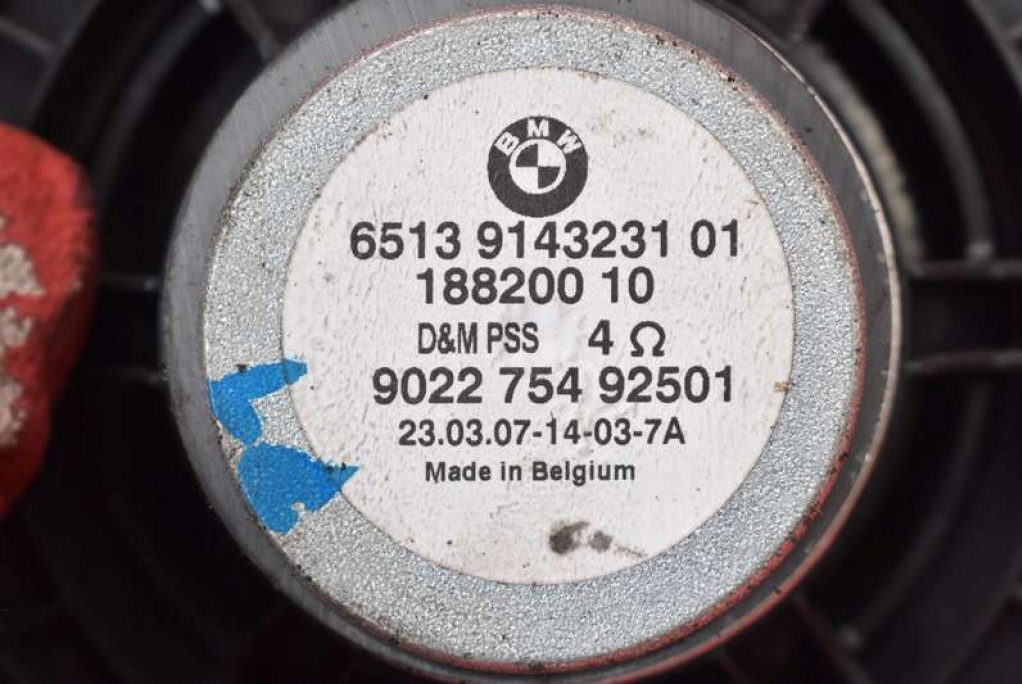 BMW
6513 9143231 01
188200 10
D&M PSS 4 Ω
9022 754 92501
23.03.07-14-03-7A
Made in Belgium